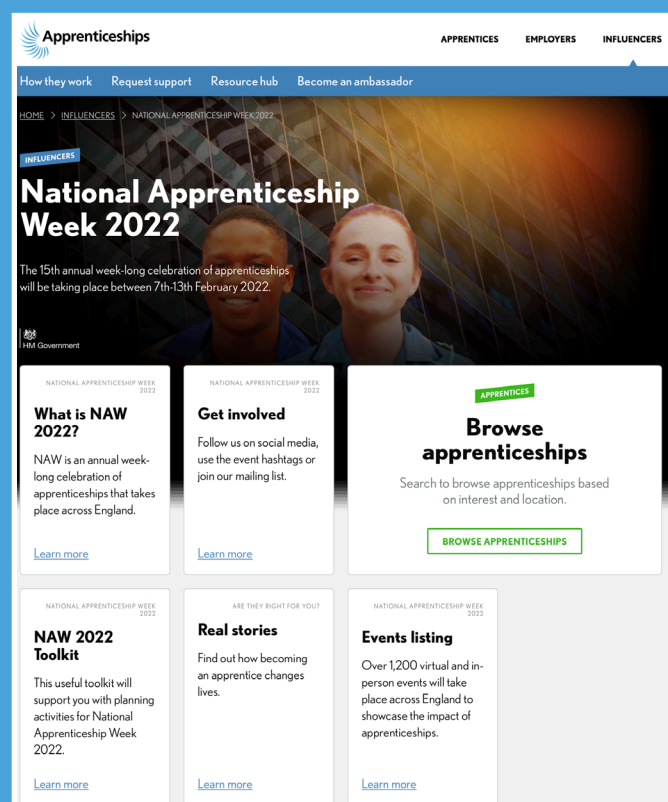 Apprenticeships
APPRENTICES EMPLOYERS INFLUENCERS
How they work Request support Resource hub Become an ambassador
HOME > INFLUENCERS > NATIONAL APPRENTICESHIP WEEK 2022
INFLUENCERS
National Apprenticeship
Week 2022
The 15th annual week-long celebration of apprenticeships
will be taking place between 7th-13th February 2022.
HM Government
NATIONAL APPRENTICESHIP WEEK
2022
What is NAW
2022?
NAW is an annual week-
long celebration of
apprenticeships that takes
place across England.
Learn more
NATIONAL APPRENTICESHIP WEEK
2022
Get involved
Follow us on social media,
use the event hashtags or
join our mailing list.
Learn more
APPRENTICES
Browse
apprenticeships
Search to browse apprenticeships based
on interest and location.
BROWSE APPRENTICESHIPS
NATIONAL APPRENTICESHIP WEEK
2022
NAW 2022
Toolkit
This useful toolkit will
support you with planning
activities for National
Apprenticeship Week
2022.
Learn more
ARE THEY RIGHT FOR YOU?
Real stories
Find out how becoming
an apprentice changes
lives.
Learn more
NATIONAL APPRENTICESHIP WEEK
2022
Events listing
Over 1,200 virtual and in-
person events will take
place across England to
showcase the impact of
apprenticeships.
Learn more